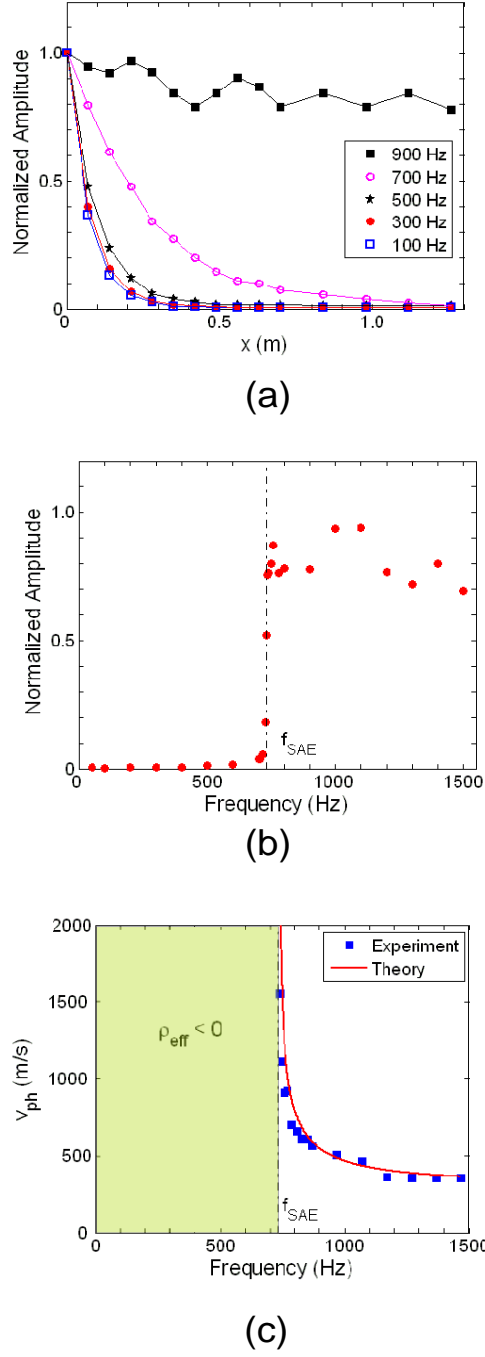 1.0
0.5
0
Normalized Amplitude
900 Hz
700 Hz
500 Hz
300 Hz
100 Hz
0 0.5 1.0
x (m)
(a)
1.0
0.5
0
Normalized Amplitude
f_SAE
0 500 1000 1500
Frequency (Hz)
(b)
2000
1500
1000
500
0
v_ph (m/s)
Experiment
Theory
ρ_eff < 0
f_SAE
0 500 1000 1500
Frequency (Hz)
(c)